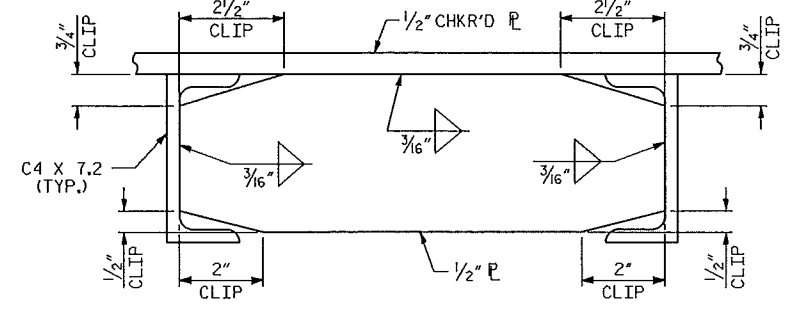 2½"
CLIP
½" CHKR'D ℄
2½"
CLIP
¾"
CLIP
¾"
CLIP
3/16"
C4 X 7.2
(TYP.)
3/16"
3/16"
½"
CLIP
2"
CLIP
½" ℄
2"
CLIP
½"
CLIP